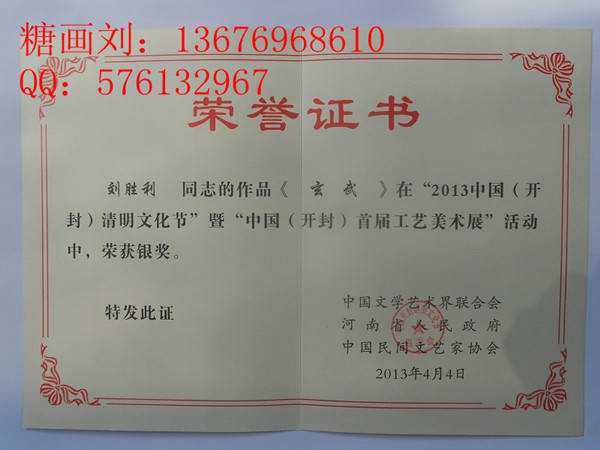 糖画刘：13676968610
QQ：576132967
荣誉证书
刘胜利 同志的作品《 玄武 》在“2013中国（开
封）清明文化节”暨“中国（开封）首届工艺美术展”活动
中，荣获银奖。
特发此证
中国文学艺术界联合会
河南省人民政府
中国民间文艺家协会
2013年4月4日